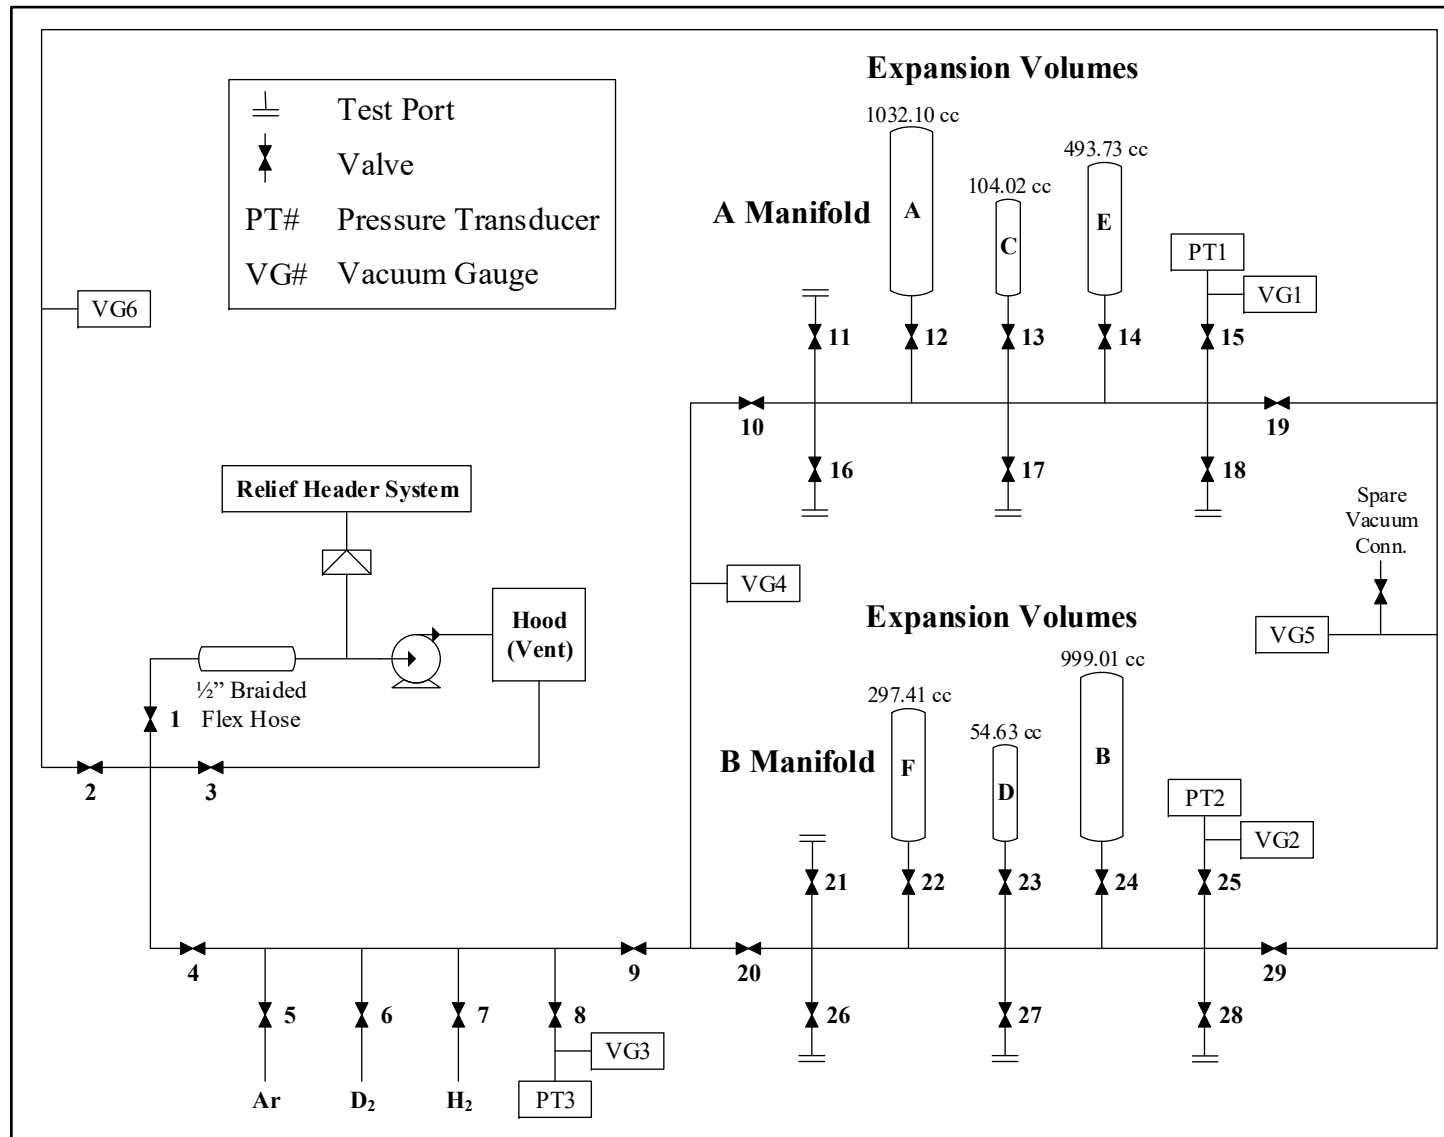 Expansion Volumes
1032.10 cc
493.73 cc
104.02 cc
Test Port
Valve
PT# Pressure Transducer
VG# Vacuum Gauge
A Manifold
A
C
E
PT1
VG1
VG6
11
12
13
14
15
10
19
16
17
18
Relief Header System
Spare
Vacuum
Conn.
VG4
Hood
(Vent)
Expansion Volumes
VG5
999.01 cc
297.41 cc
54.63 cc
½” Braided
Flex Hose
1
2
3
B Manifold
F
D
B
PT2
VG2
21
22
23
24
25
4
9
20
29
5
6
7
8
26
27
28
VG3
PT3
Ar
D₂
H₂